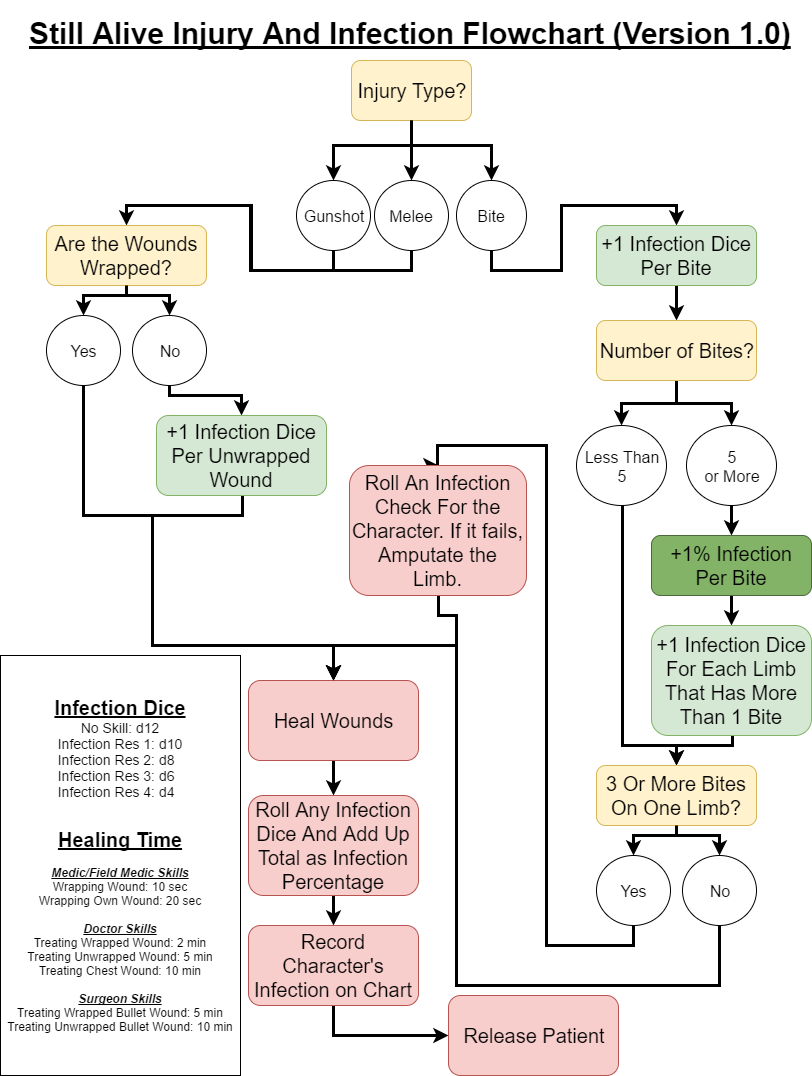 Still Alive Injury And Infection Flowchart (Version 1.0)
Injury Type?
Gunshot
Melee
Bite
Are the Wounds
Wrapped?
+1 Infection Dice
Per Bite
Yes
No
Number of Bites?
+1 Infection Dice
Per Unwrapped
Wound
Less Than
5
5
or More
Roll An Infection
Check For the
Character. If it fails,
Amputate the
Limb.
+1% Infection
Per Bite
+1 Infection Dice
For Each Limb
That Has More
Than 1 Bite
Heal Wounds
3 Or More Bites
On One Limb?
Roll Any Infection
Dice And Add Up
Total as Infection
Percentage
Yes
No
Record
Character's
Infection on Chart
Release Patient
Infection Dice
No Skill: d12
Infection Res 1: d10
Infection Res 2: d8
Infection Res 3: d6
Infection Res 4: d4
Healing Time
Medic/Field Medic Skills
Wrapping Wound: 10 sec
Wrapping Own Wound: 20 sec
Doctor Skills
Treating Wrapped Wound: 2 min
Treating Unwrapped Wound: 5 min
Treating Chest Wound: 10 min
Surgeon Skills
Treating Wrapped Bullet Wound: 5 min
Treating Unwrapped Bullet Wound: 10 min